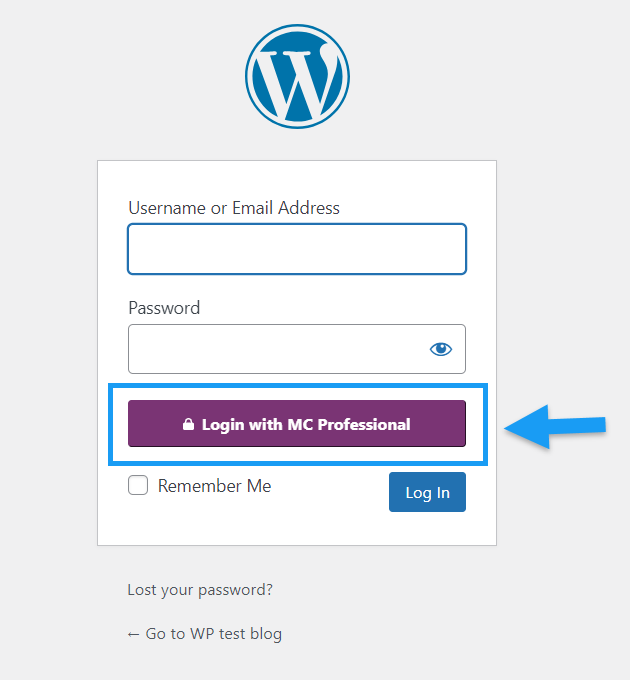 Username or Email Address
Password
Login with MC Professional
Remember Me
Log In
Lost your password?
← Go to WP test blog